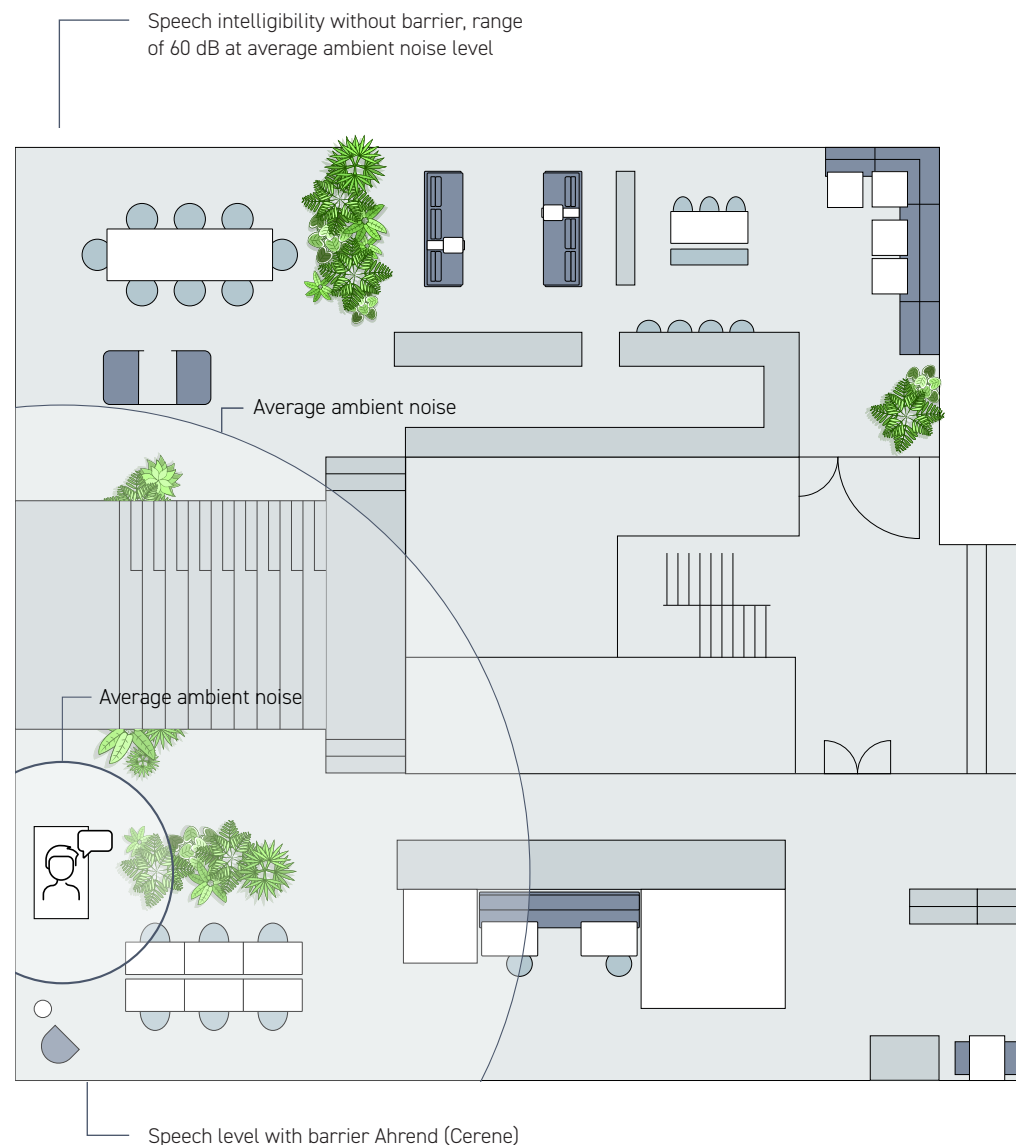 Speech intelligibility without barrier, range
of 60 dB at average ambient noise level
Average ambient noise
Average ambient noise
Speech level with barrier Ahrend (Cerene)